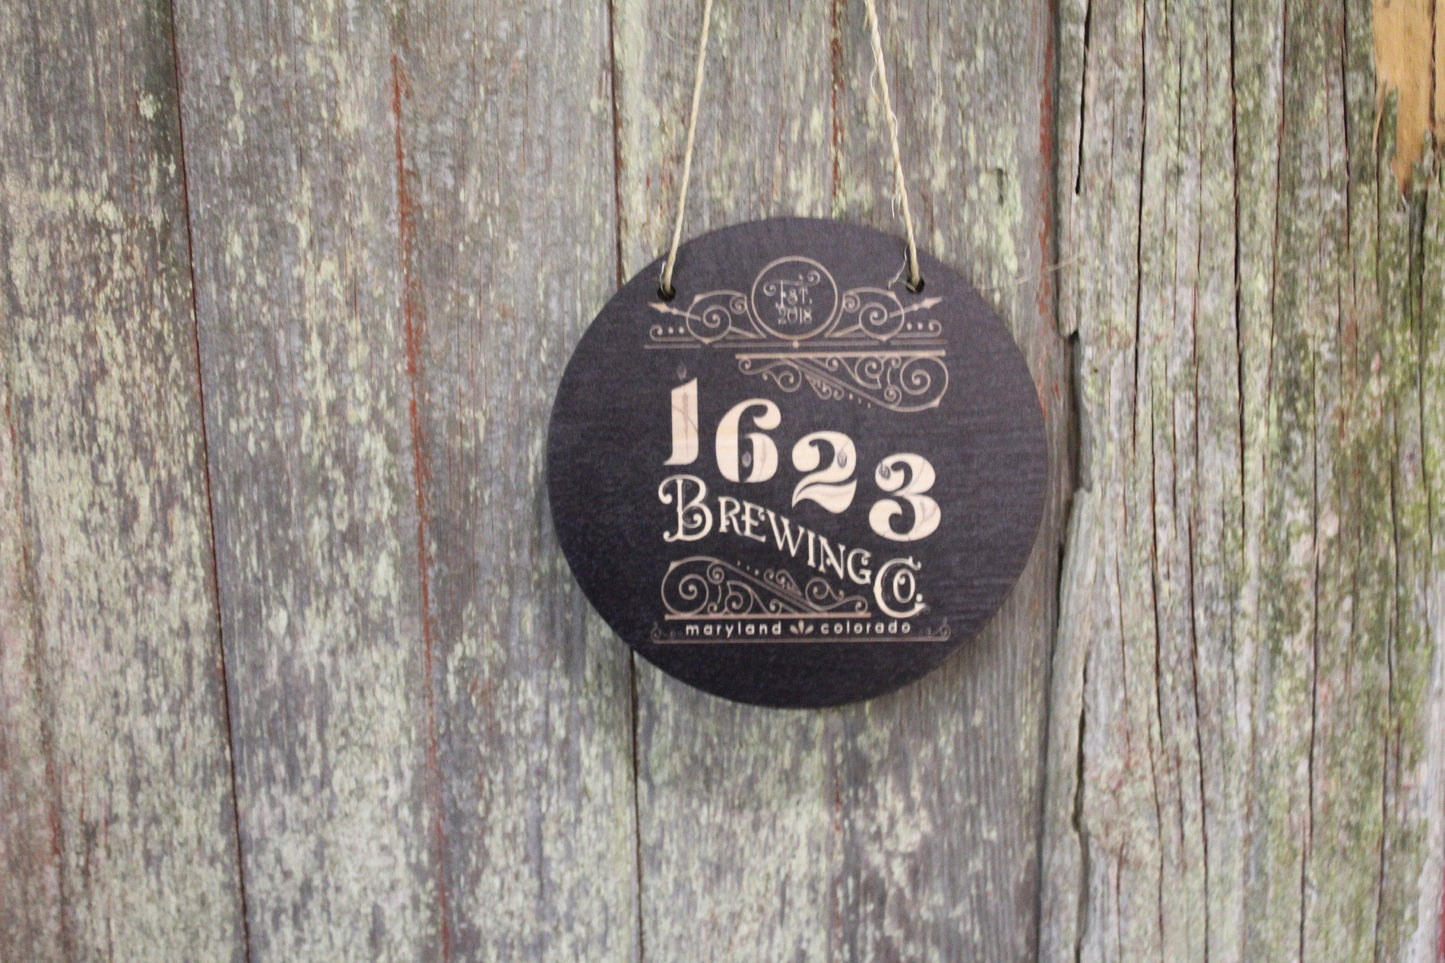 Est.
2018
1623
Brewing Co.
maryland colorado